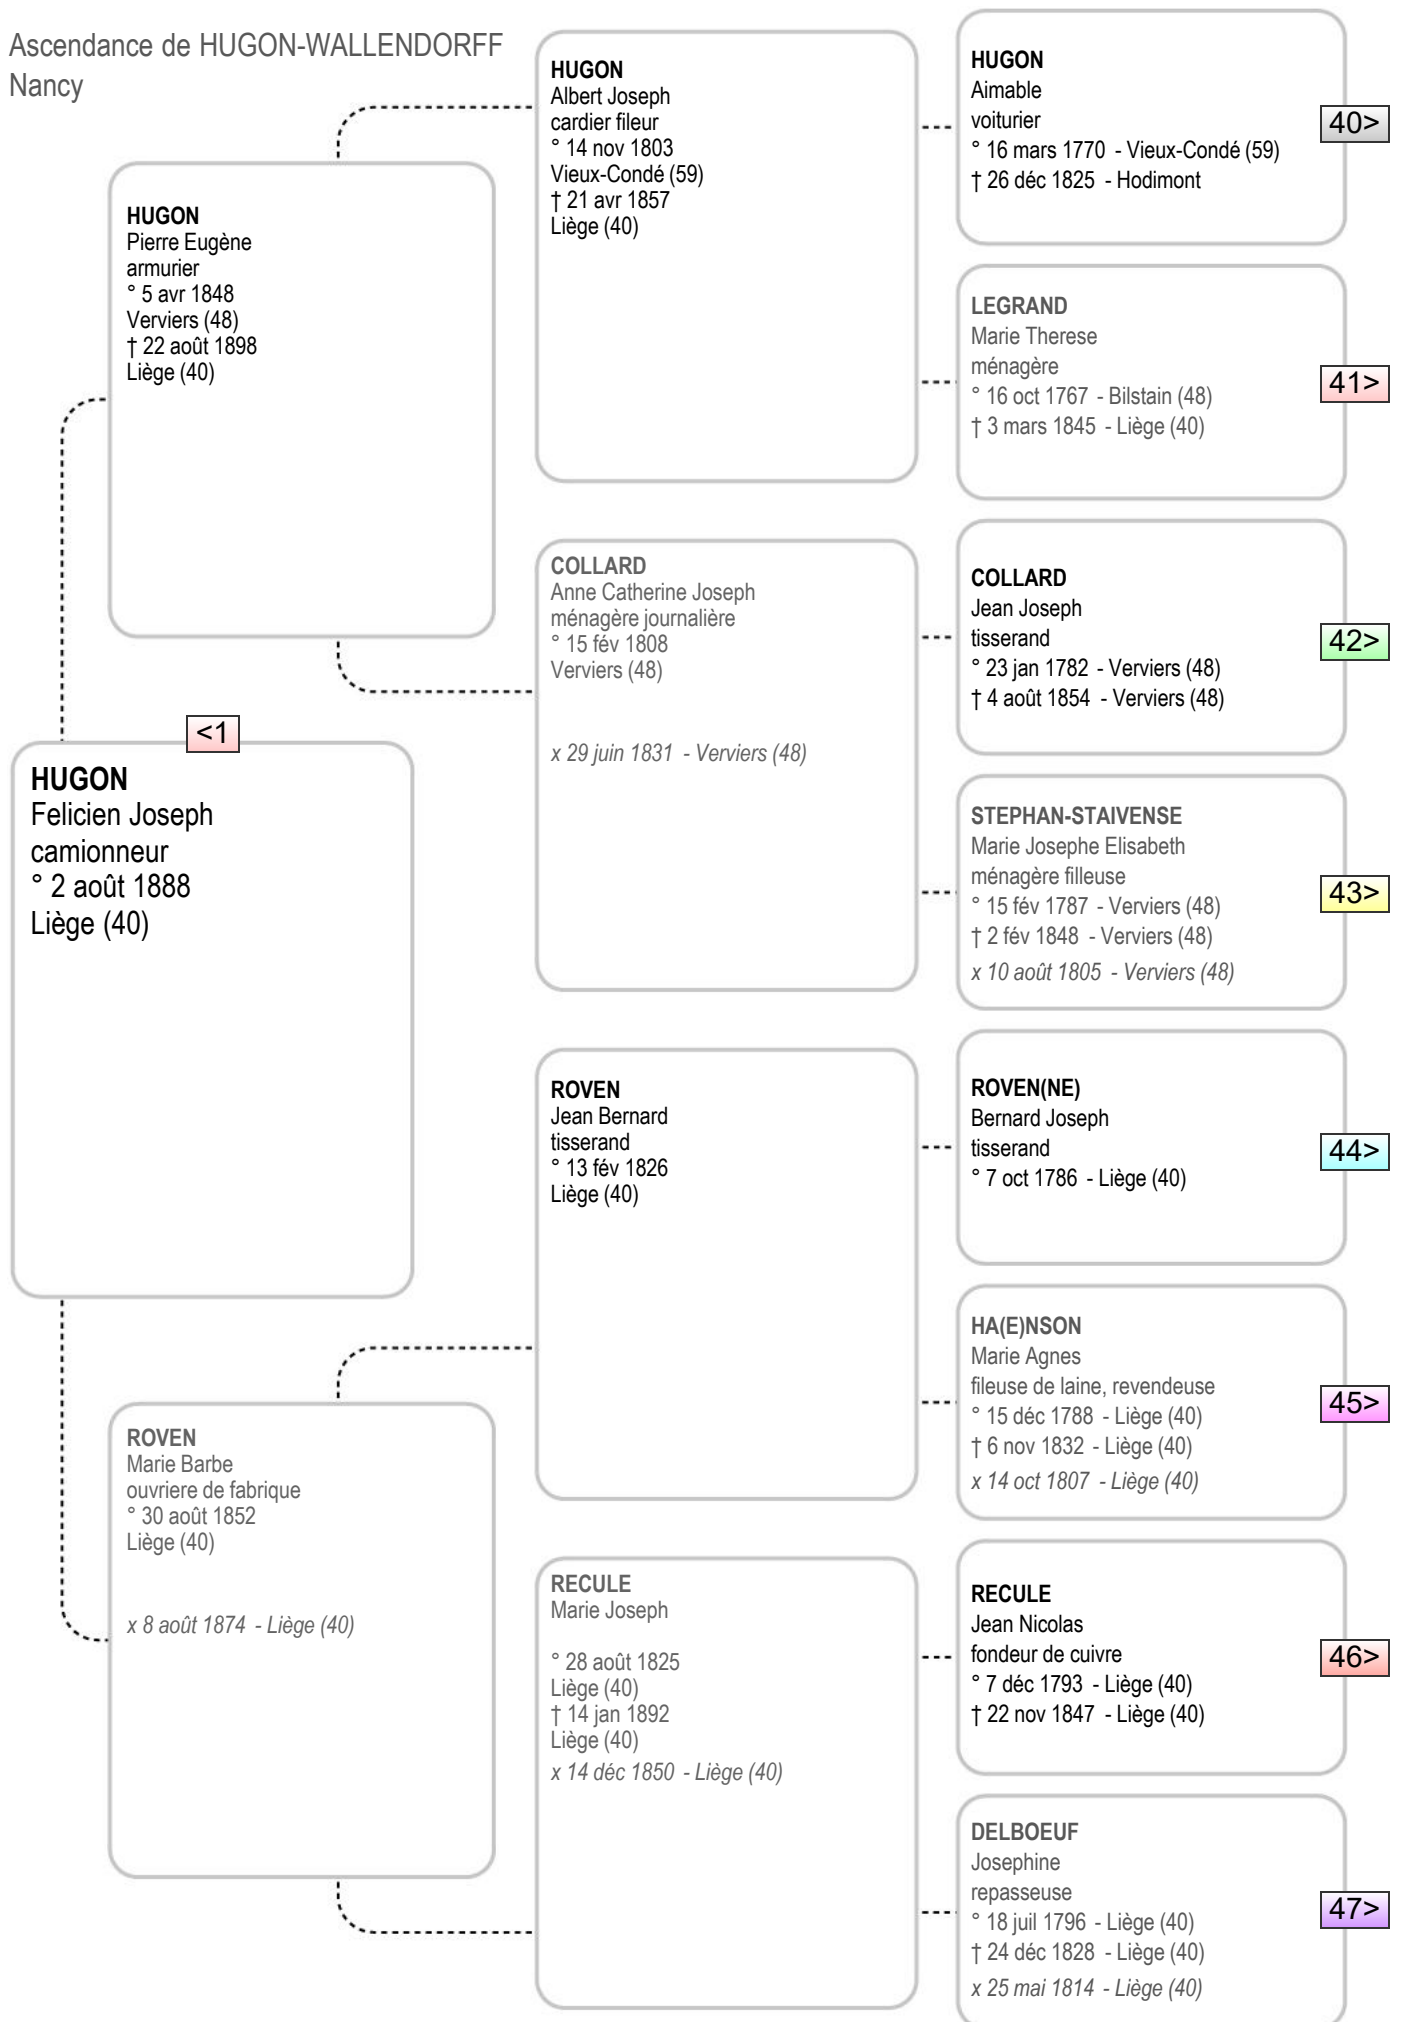 Ascendance de HUGON-WALLENDORFF
Nancy
<1
HUGON
Felicien Joseph
camionneur
° 2 août 1888
Liège (40)
HUGON
Pierre Eugène
armurier
° 5 avr 1848
Verviers (48)
† 22 août 1898
Liège (40)
ROVEN
Marie Barbe
ouvriere de fabrique
° 30 août 1852
Liège (40)
x 8 août 1874 - Liège (40)
HUGON
Albert Joseph
cardier fileur
° 14 nov 1803
Vieux-Condé (59)
† 21 avr 1857
Liège (40)
COLLARD
Anne Catherine Joseph
ménagère journalière
° 15 fév 1808
Verviers (48)
x 29 juin 1831 - Verviers (48)
ROVEN
Jean Bernard
tisserand
° 13 fév 1826
Liège (40)
RECULE
Marie Joseph
° 28 août 1825
Liège (40)
† 14 jan 1892
Liège (40)
x 14 déc 1850 - Liège (40)
HUGON
Aimable
voiturier
° 16 mars 1770 - Vieux-Condé (59)
† 26 déc 1825 - Hodimont
40>
LEGRAND
Marie Therese
ménagère
° 16 oct 1767 - Bilstain (48)
† 3 mars 1845 - Liège (40)
41>
COLLARD
Jean Joseph
tisserand
° 23 jan 1782 - Verviers (48)
† 4 août 1854 - Verviers (48)
42>
STEPHAN-STAIVENSE
Marie Josephe Elisabeth
ménagère filleuse
° 15 fév 1787 - Verviers (48)
† 2 fév 1848 - Verviers (48)
x 10 août 1805 - Verviers (48)
43>
ROVEN(NE)
Bernard Joseph
tisserand
° 7 oct 1786 - Liège (40)
44>
HA(E)NSON
Marie Agnes
fileuse de laine, revendeuse
° 15 déc 1788 - Liège (40)
† 6 nov 1832 - Liège (40)
x 14 oct 1807 - Liège (40)
45>
RECULE
Jean Nicolas
fondeur de cuivre
° 7 déc 1793 - Liège (40)
† 22 nov 1847 - Liège (40)
46>
DELBOEUF
Josephine
repasseuse
° 18 juil 1796 - Liège (40)
† 24 déc 1828 - Liège (40)
x 25 mai 1814 - Liège (40)
47>